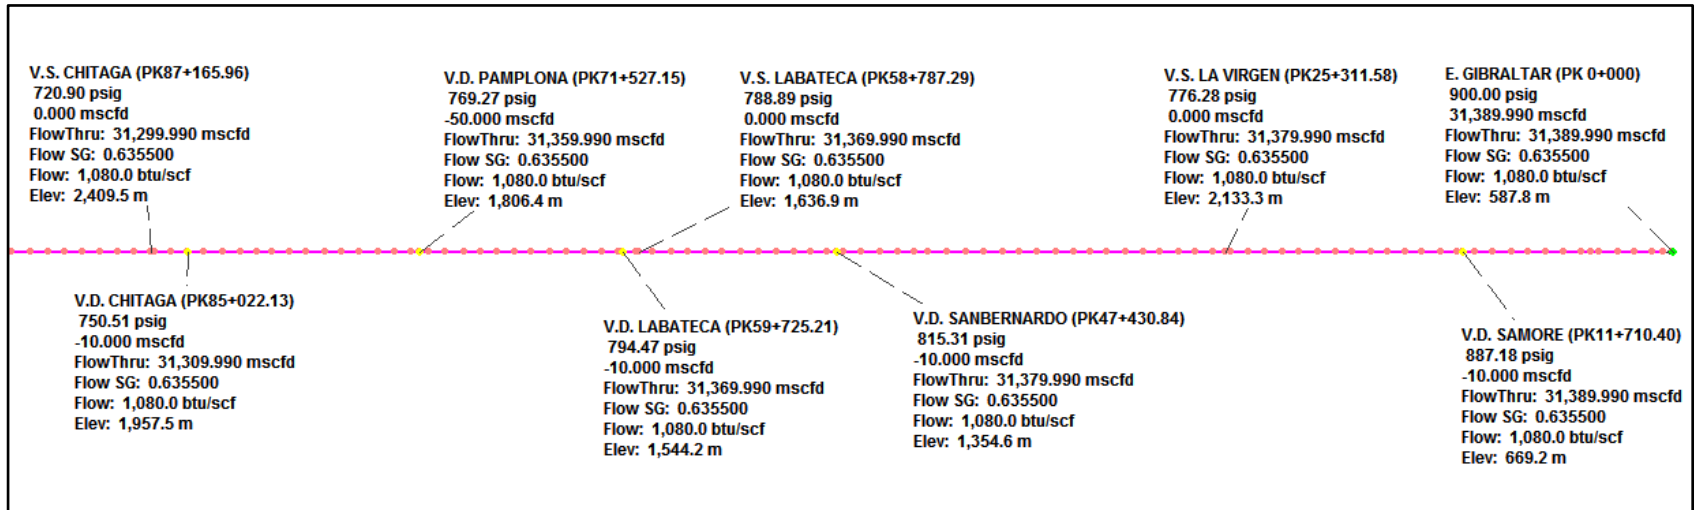 V.S. CHITAGA (PK87+165.96)
720.90 psig
0.000 mscfd
FlowThru: 31,299.990 mscfd
Flow SG: 0.635500
Flow: 1,080.0 btu/scf
Elev: 2,409.5 m
V.D. PAMPLONA (PK71+527.15)
769.27 psig
-50.000 mscfd
FlowThru: 31,359.990 mscfd
Flow SG: 0.635500
Flow: 1,080.0 btu/scf
Elev: 1,806.4 m
V.S. LABATECA (PK58+787.29)
788.89 psig
0.000 mscfd
FlowThru: 31,369.990 mscfd
Flow SG: 0.635500
Flow: 1,080.0 btu/scf
Elev: 1,636.9 m
V.S. LA VIRGEN (PK25+311.58)
776.28 psig
0.000 mscfd
FlowThru: 31,379.990 mscfd
Flow SG: 0.635500
Flow: 1,080.0 btu/scf
Elev: 2,133.3 m
E. GIBRALTAR (PK 0+000)
900.00 psig
31,389.990 mscfd
FlowThru: 31,389.990 mscfd
Flow SG: 0.635500
Flow: 1,080.0 btu/scf
Elev: 587.8 m
V.D. CHITAGA (PK85+022.13)
750.51 psig
-10.000 mscfd
FlowThru: 31,309.990 mscfd
Flow SG: 0.635500
Flow: 1,080.0 btu/scf
Elev: 1,957.5 m
V.D. LABATECA (PK59+725.21)
794.47 psig
-10.000 mscfd
FlowThru: 31,369.990 mscfd
Flow SG: 0.635500
Flow: 1,080.0 btu/scf
Elev: 1,544.2 m
V.D. SANBERNARDO (PK47+430.84)
815.31 psig
-10.000 mscfd
FlowThru: 31,379.990 mscfd
Flow SG: 0.635500
Flow: 1,080.0 btu/scf
Elev: 1,354.6 m
V.D. SAMORE (PK11+710.40)
887.18 psig
-10.000 mscfd
FlowThru: 31,389.990 mscfd
Flow SG: 0.635500
Flow: 1,080.0 btu/scf
Elev: 669.2 m